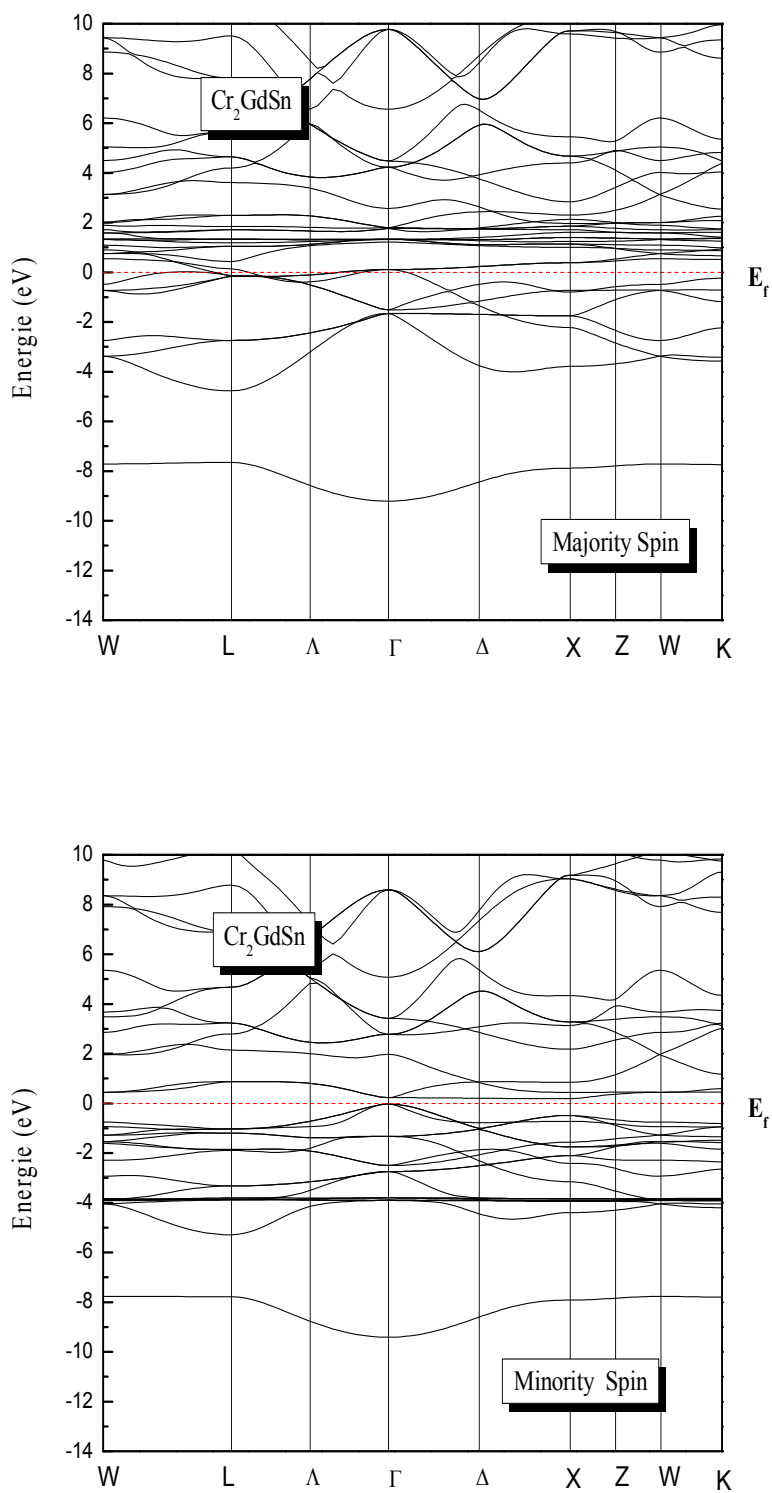 10
8
6
4
2
0
-2
-4
-6
-8
-10
-12
-14
Energie (eV)
Cr2GdSn
Ef
Majority Spin
W L Λ Γ Δ X Z W K
10
8
6
4
2
0
-2
-4
-6
-8
-10
-12
-14
Energie (eV)
Cr2GdSn
Ef
Minority Spin
W L Λ Γ Δ X Z W K